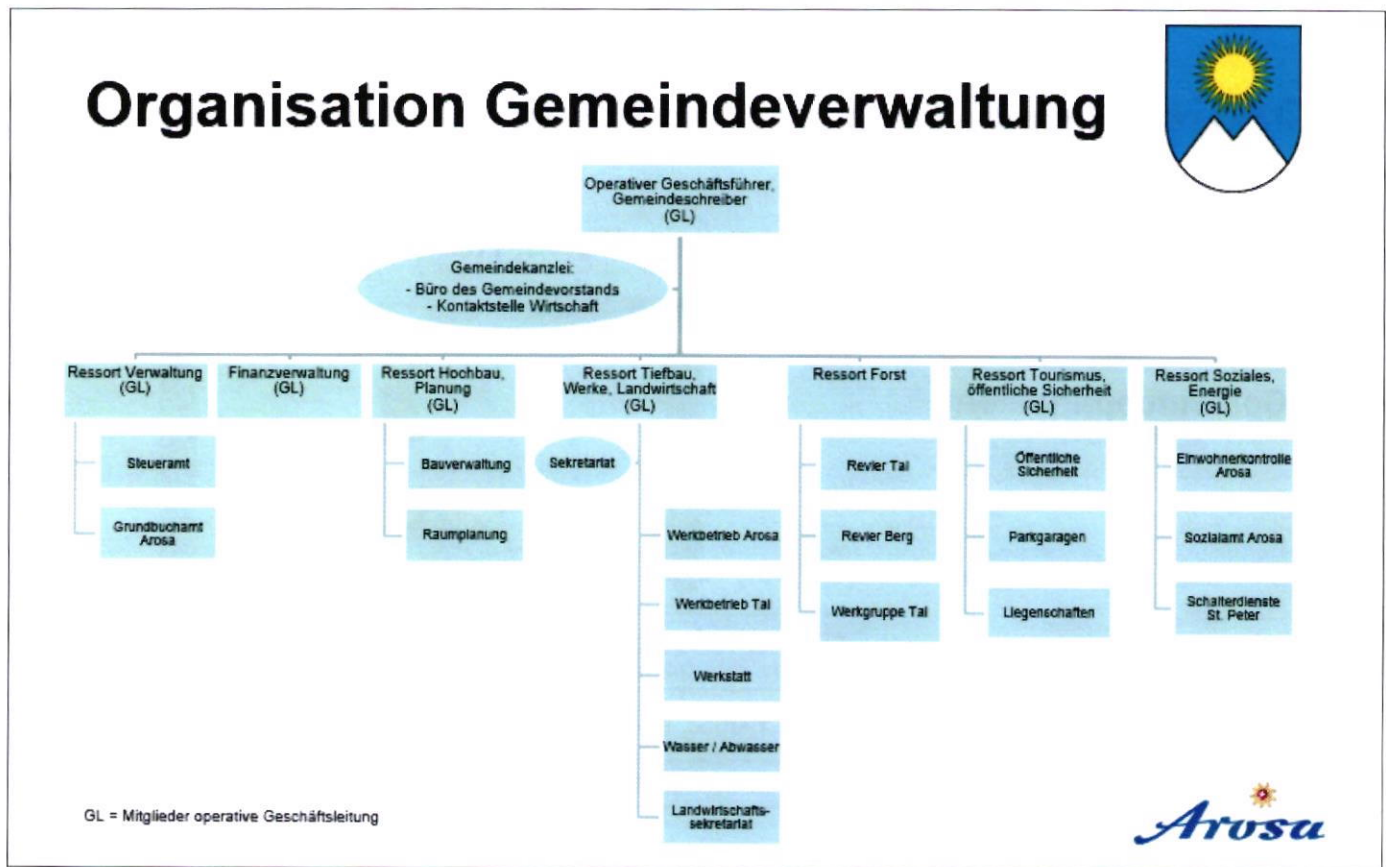 Organisation Gemeindeverwaltung
Operativer Geschäftsführer,
Gemeindeschreiber
(GL)
Gemeindekanzlei:
- Büro des Gemeindevorstands
- Kontaktstelle Wirtschaft
Ressort Verwaltung
(GL)
Steueramt
Grundbuchamt
Arosa
Finanzverwaltung
(GL)
Ressort Hochbau,
Planung
(GL)
Bauverwaltung
Raumplanung
Ressort Tiefbau,
Werke, Landwirtschaft
(GL)
Sekretariat
Werkbetrieb Arosa
Werkbetrieb Tal
Werkstatt
Wasser / Abwasser
Landwirtschafts-
sekretariat
Ressort Forst
Revier Tal
Revier Berg
Werkgruppe Tal
Ressort Tourismus,
öffentliche Sicherheit
(GL)
Öffentliche
Sicherheit
Parkgaragen
Liegenschaften
Ressort Soziales,
Energie
(GL)
Einwohnerkontrolle
Arosa
Sozialamt Arosa
Schalterdienste
St. Peter
GL = Mitglieder operative Geschäftsleitung
Arosa